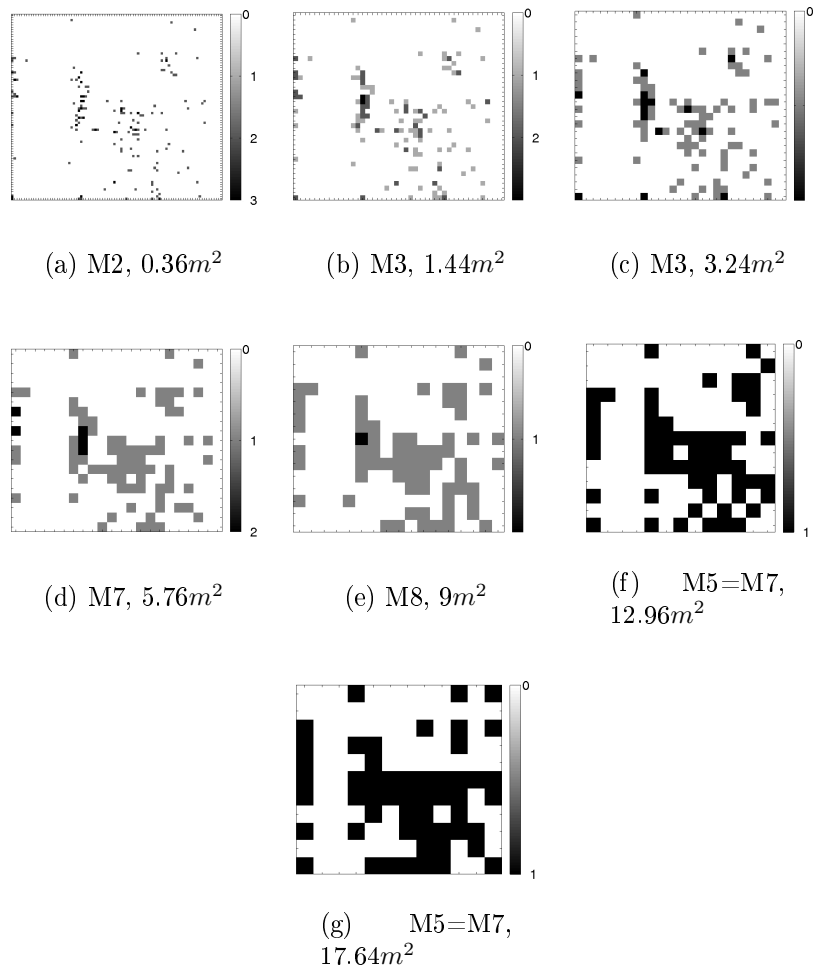 0
1
2
3
0
1
2
0
(a) M2, 0.36m²
(b) M3, 1.44m²
(c) M3, 3.24m²
0
1
2
0
1
0
1
(d) M7, 5.76m²
(e) M8, 9m²
(f) M5=M7,
12.96m²
0
1
(g) M5=M7,
17.64m²